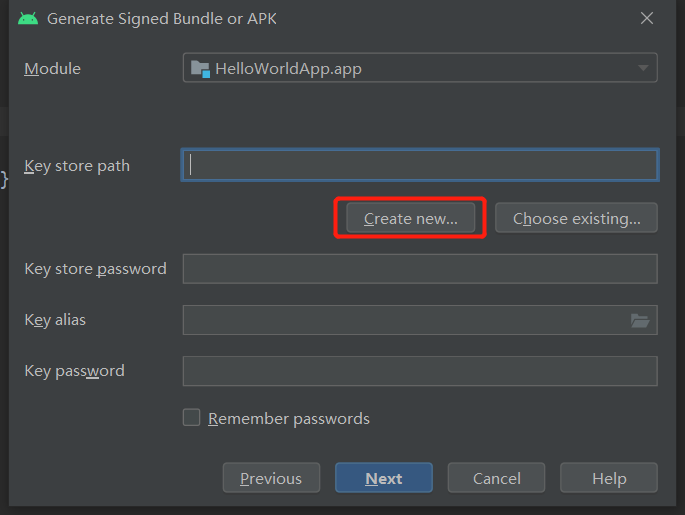 Generate Signed Bundle or APK
Module HelloWorldApp.app
}
Key store path
Create new... Choose existing...
Key store password
Key alias
Key password
Remember passwords
Previous Next Cancel Help